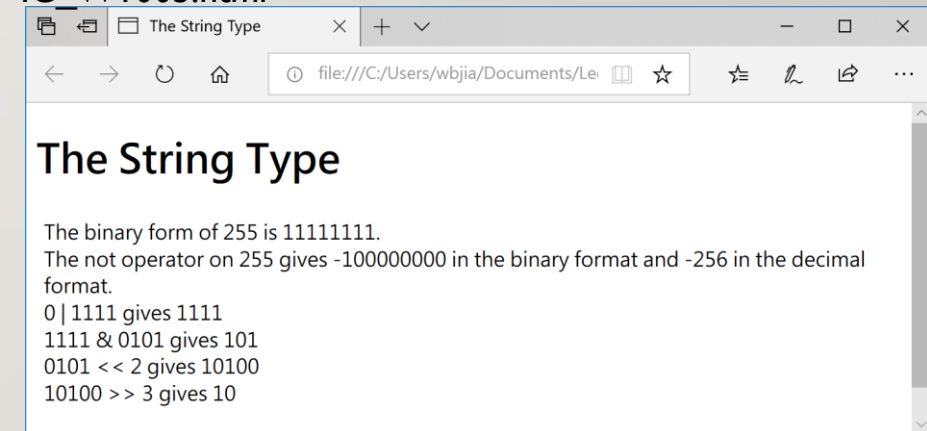 The String Type
file:///C:/Users/wbjia/Documents/Le
The String Type
The binary form of 255 is 11111111.
The not operator on 255 gives -100000000 in the binary format and -256 in the decimal
format.
0 | 1111 gives 1111
1111 & 0101 gives 101
0101 << 2 gives 10100
10100 >> 3 gives 10